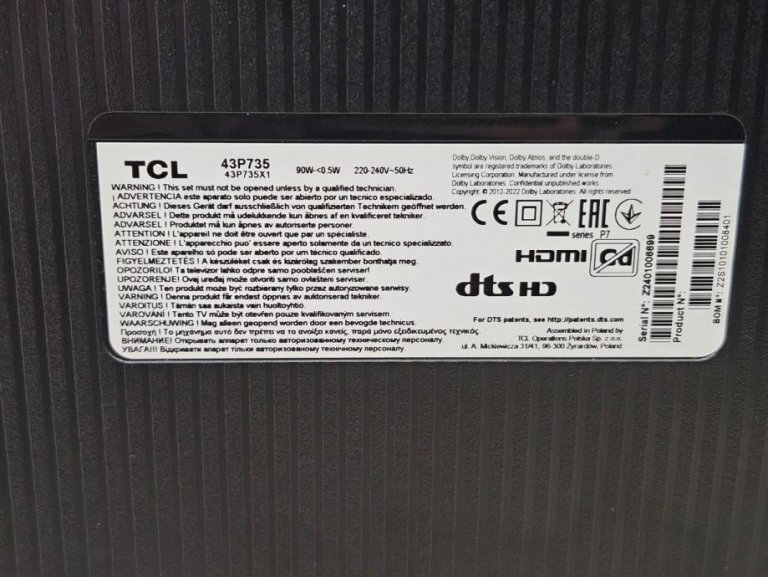 TCL
43P735
43P735X1
90W-<0.5W
220-240V~50Hz
WARNING ! This set must not be opened unless by a qualified technician.
¡ ADVERTENCIA este aparato solo puede ser abierto por un tecnico especializado.
ACHTUNG ! Dieses Gerät darf ausschließlich von qualifizierten Technikern geöffnet werden.
ADVARSEL ! Dette produkt må udelukkende kun åbnes af en kvalificeret tekniker.
ADVARSEL ! Produktet må kun åpnes av autoriserte personer.
ATTENTION ! L'appareil ne doit être ouvert que par un spécialiste.
ATTENZIONE ! L'apparecchio puo' essere aperto solamente da un tecnico specializzato.
AVISO ! Este aparelho só pode ser aberto por um técnico qualificado.
FIGYELMEZTETÉS ! A készüleket csak és kizárólag szakember bonthatja meg.
OPOZORILO! Ta televizor lahko odpre samo pooblaščen serviser!
UPOZORENJE! Ovaj uređaj može otvoriti samo ovlašteni serviser.
UWAGA ! Ten produkt może być rozbierany tylko przez autoryzowane serwisy.
VARNING ! Denna produkt får endast öppnas av auktoriserad tekniker.
VAROITUS ! Tämän saa aukaista vain huoltoyhtiö.
VAROVÁNÍ ! Tento TV může být otevřen pouze kvalifikovaným servisem.
WAARSCHUWING ! Mag alleen geopend worden door een bevoegde technicus.
Προσοχή ! Το μηχάνημα αυτό δεν πρέπει να το ανοίξει κανείς, παρά μόνο εξειδικευμένος τεχνικός.
ВНИМАНИЕ! Открывать аппарат только авторизованному техническому персоналу.
УВАГА!!! Відкривати апарат тільки авторизованному технічному персоналу.
Dolby, Dolby Vision, Dolby Atmos, and the double-D
symbol are registered trademarks of Dolby Laboratories
Licensing Corporation. Manufactured under license from
Dolby Laboratories. Confidential unpublished works.
Copyright © 2012-2022 Dolby Laboratories. All rights reserved.
CE
EAC
series P7
HDMI
dts HD
For DTS patents, see http://patents.dts.com
Assembled in Poland by
TCL Operations Polska Sp. z o.o.
ul. A. Mickiewicza 31/41, 96-300 Żyrardów, Poland
Serial N°: Z2401006699
Product N°:
BOM#: Z2S10101008401